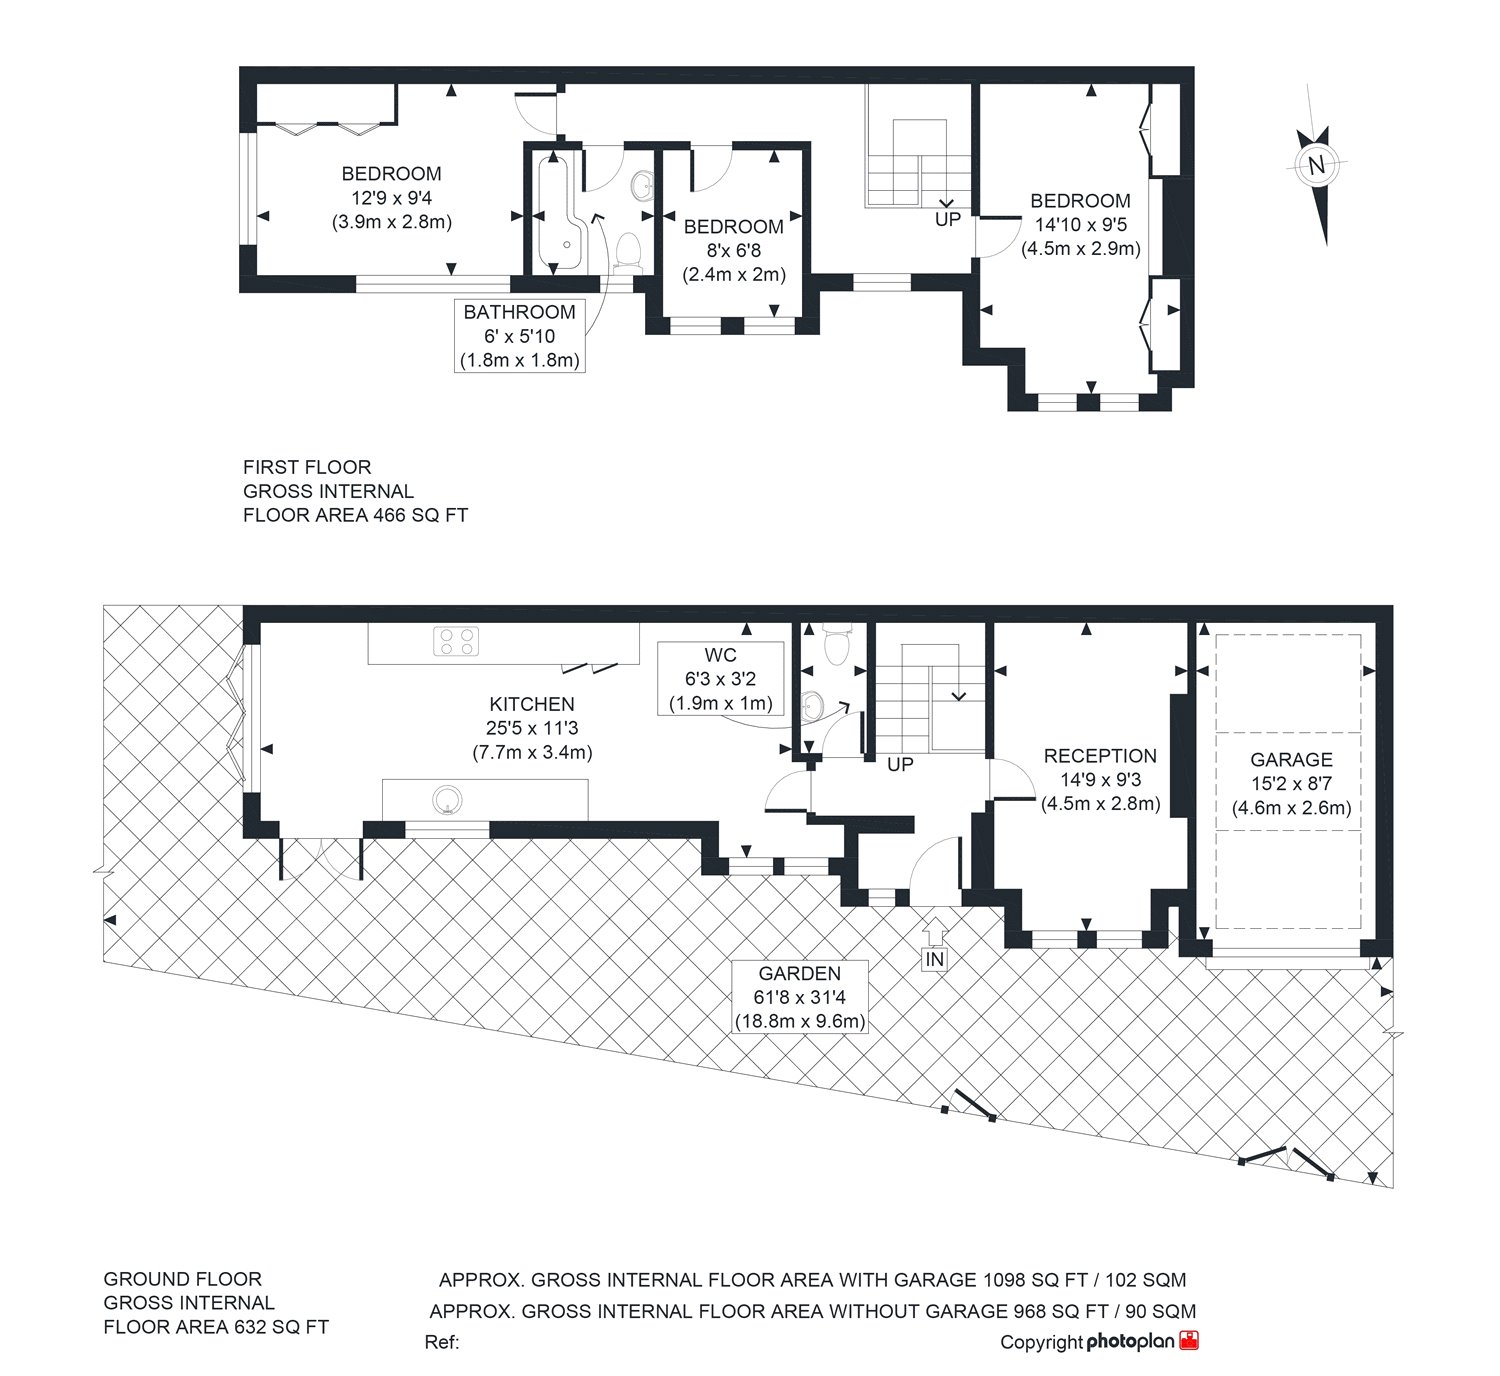 BEDROOM
12'9 x 9'4
(3.9m x 2.8m)
BEDROOM
8'x 6'8
(2.4m x 2m)
UP
BEDROOM
14'10 x 9'5
(4.5m x 2.9m)
N
BATHROOM
6' x 5'10
(1.8m x 1.8m)
FIRST FLOOR
GROSS INTERNAL
FLOOR AREA 466 SQ FT
KITCHEN
25'5 x 11'3
(7.7m x 3.4m)
WC
6'3 x 3'2
(1.9m x 1m)
UP
RECEPTION
14'9 x 9'3
(4.5m x 2.8m)
GARAGE
15'2 x 8'7
(4.6m x 2.6m)
IN
GARDEN
61'8 x 31'4
(18.8m x 9.6m)
GROUND FLOOR
GROSS INTERNAL
FLOOR AREA 632 SQ FT
APPROX. GROSS INTERNAL FLOOR AREA WITH GARAGE 1098 SQ FT / 102 SQM
APPROX. GROSS INTERNAL FLOOR AREA WITHOUT GARAGE 968 SQ FT / 90 SQM
Ref:
Copyright photoplan